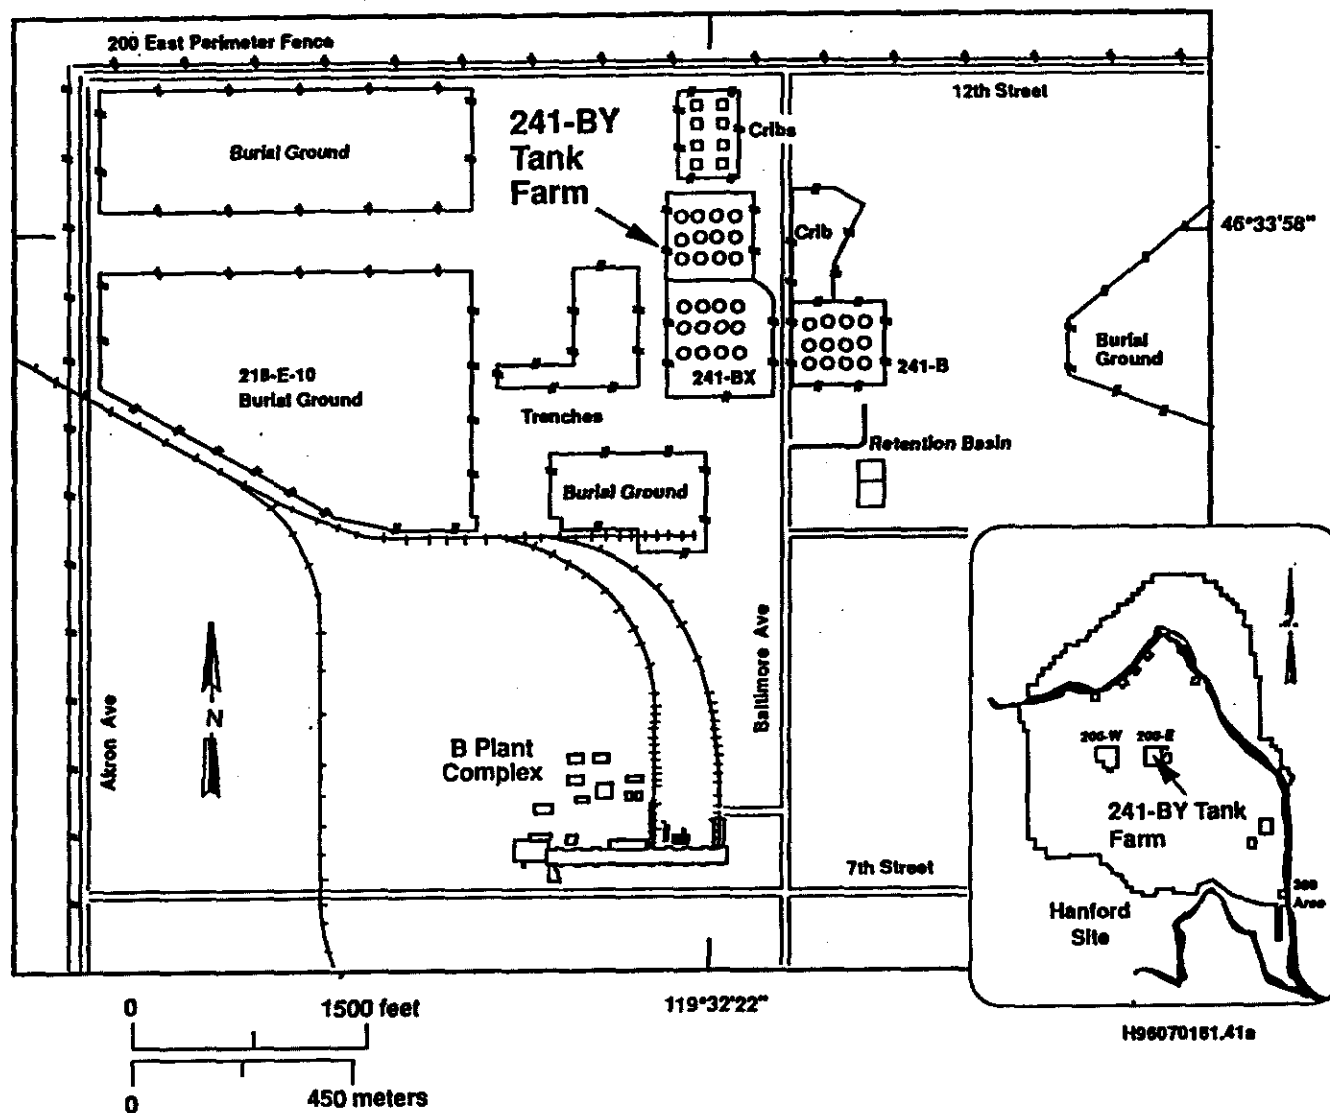 200 East Perimeter Fence
12th Street
Burial Ground
241-BY
Tank
Farm
Cribs
Crib
46°33'58"
218-E-10
Burial Ground
Trenches
241-BX
241-B
Burial
Ground
Retention Basin
Burial Ground
Akron Ave
N
B Plant
Complex
Baltimore Ave
7th Street
200-W
200-E
241-BY Tank
Farm
Hanford
Site
300
Area
0
1500 feet
0
450 meters
119°32'22"
H96070161.41a